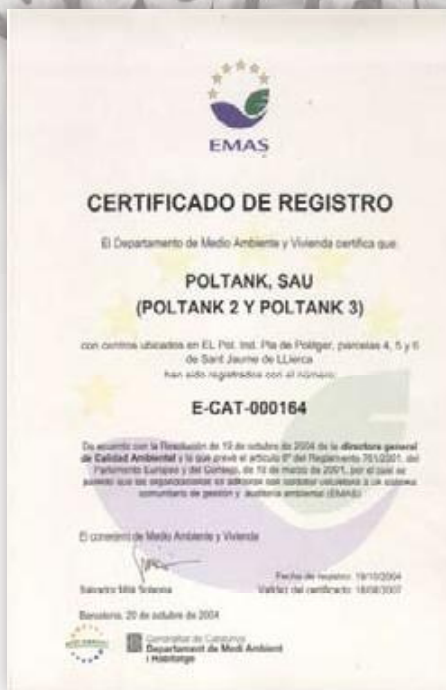 EMAS
CERTIFICADO DE REGISTRO
El Departamento de Medio Ambiente y Vivienda certifica que
POLTANK, SAU
(POLTANK 2 Y POLTANK 3)
con centros ubicados en EL Pol. Ind. Pla de Politger, parcelas 4, 5 y 6
de Sant Jaume de LLierca
han sido registrados con el número:
E-CAT-000164
De acuerdo con la Resolución de 19 de octubre de 2004 de la directora general
de Calidad Ambiental y lo que prevé el artículo 6º del Reglamento 761/2001, del
Parlamento Europeo y del Consejo, de 19 de marzo de 2001, por el cual se
permite que las organizaciones se adhieran con carácter voluntario a un sistema
comunitario de gestión y auditoría ambiental (EMAS)
El conseller de Medio Ambiente y Vivienda
Salvador Milà Solsona
Fecha de registro: 19/10/2004
Validez del certificado: 18/08/2007
Barcelona, 20 de octubre de 2004
Generalitat de Catalunya
Departament de Medi Ambient
i Habitatge